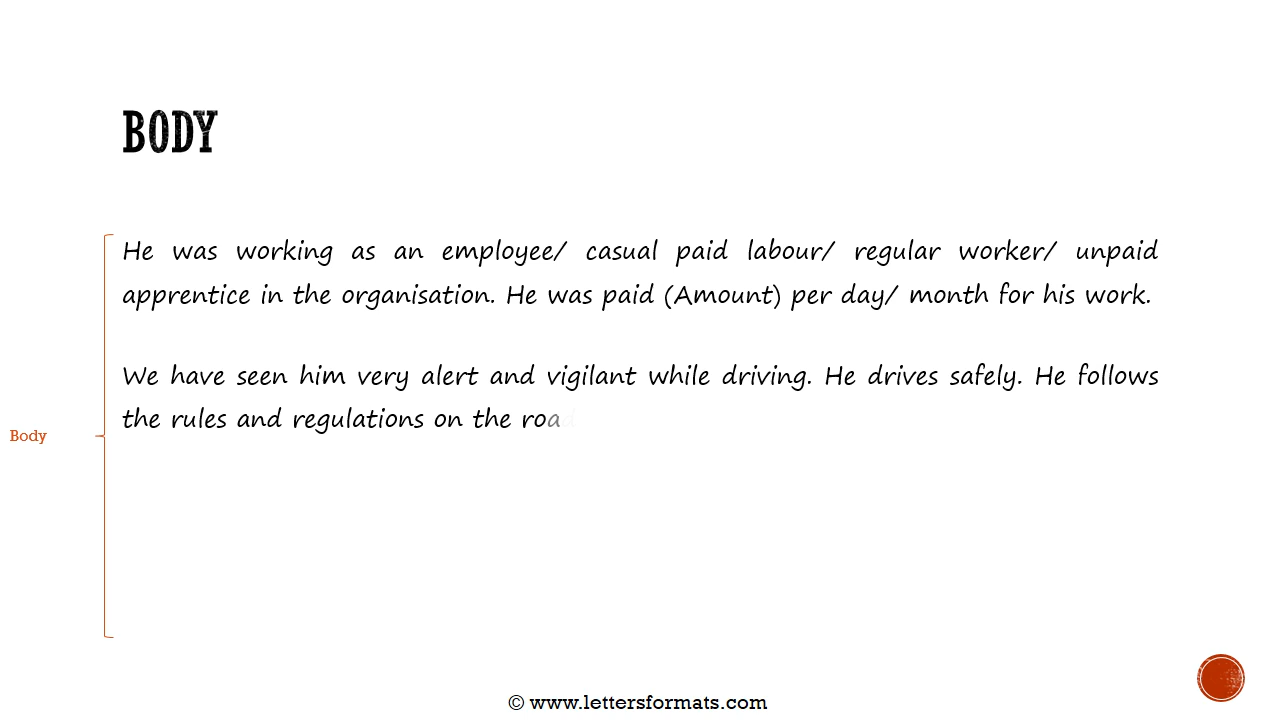 BODY
He was working as an employee/ casual paid labour/ regular worker/ unpaid
apprentice in the organisation. He was paid (Amount) per day/ month for his work.
We have seen him very alert and vigilant while driving. He drives safely. He follows
the rules and regulations on the road
Body
© www.lettersformats.com